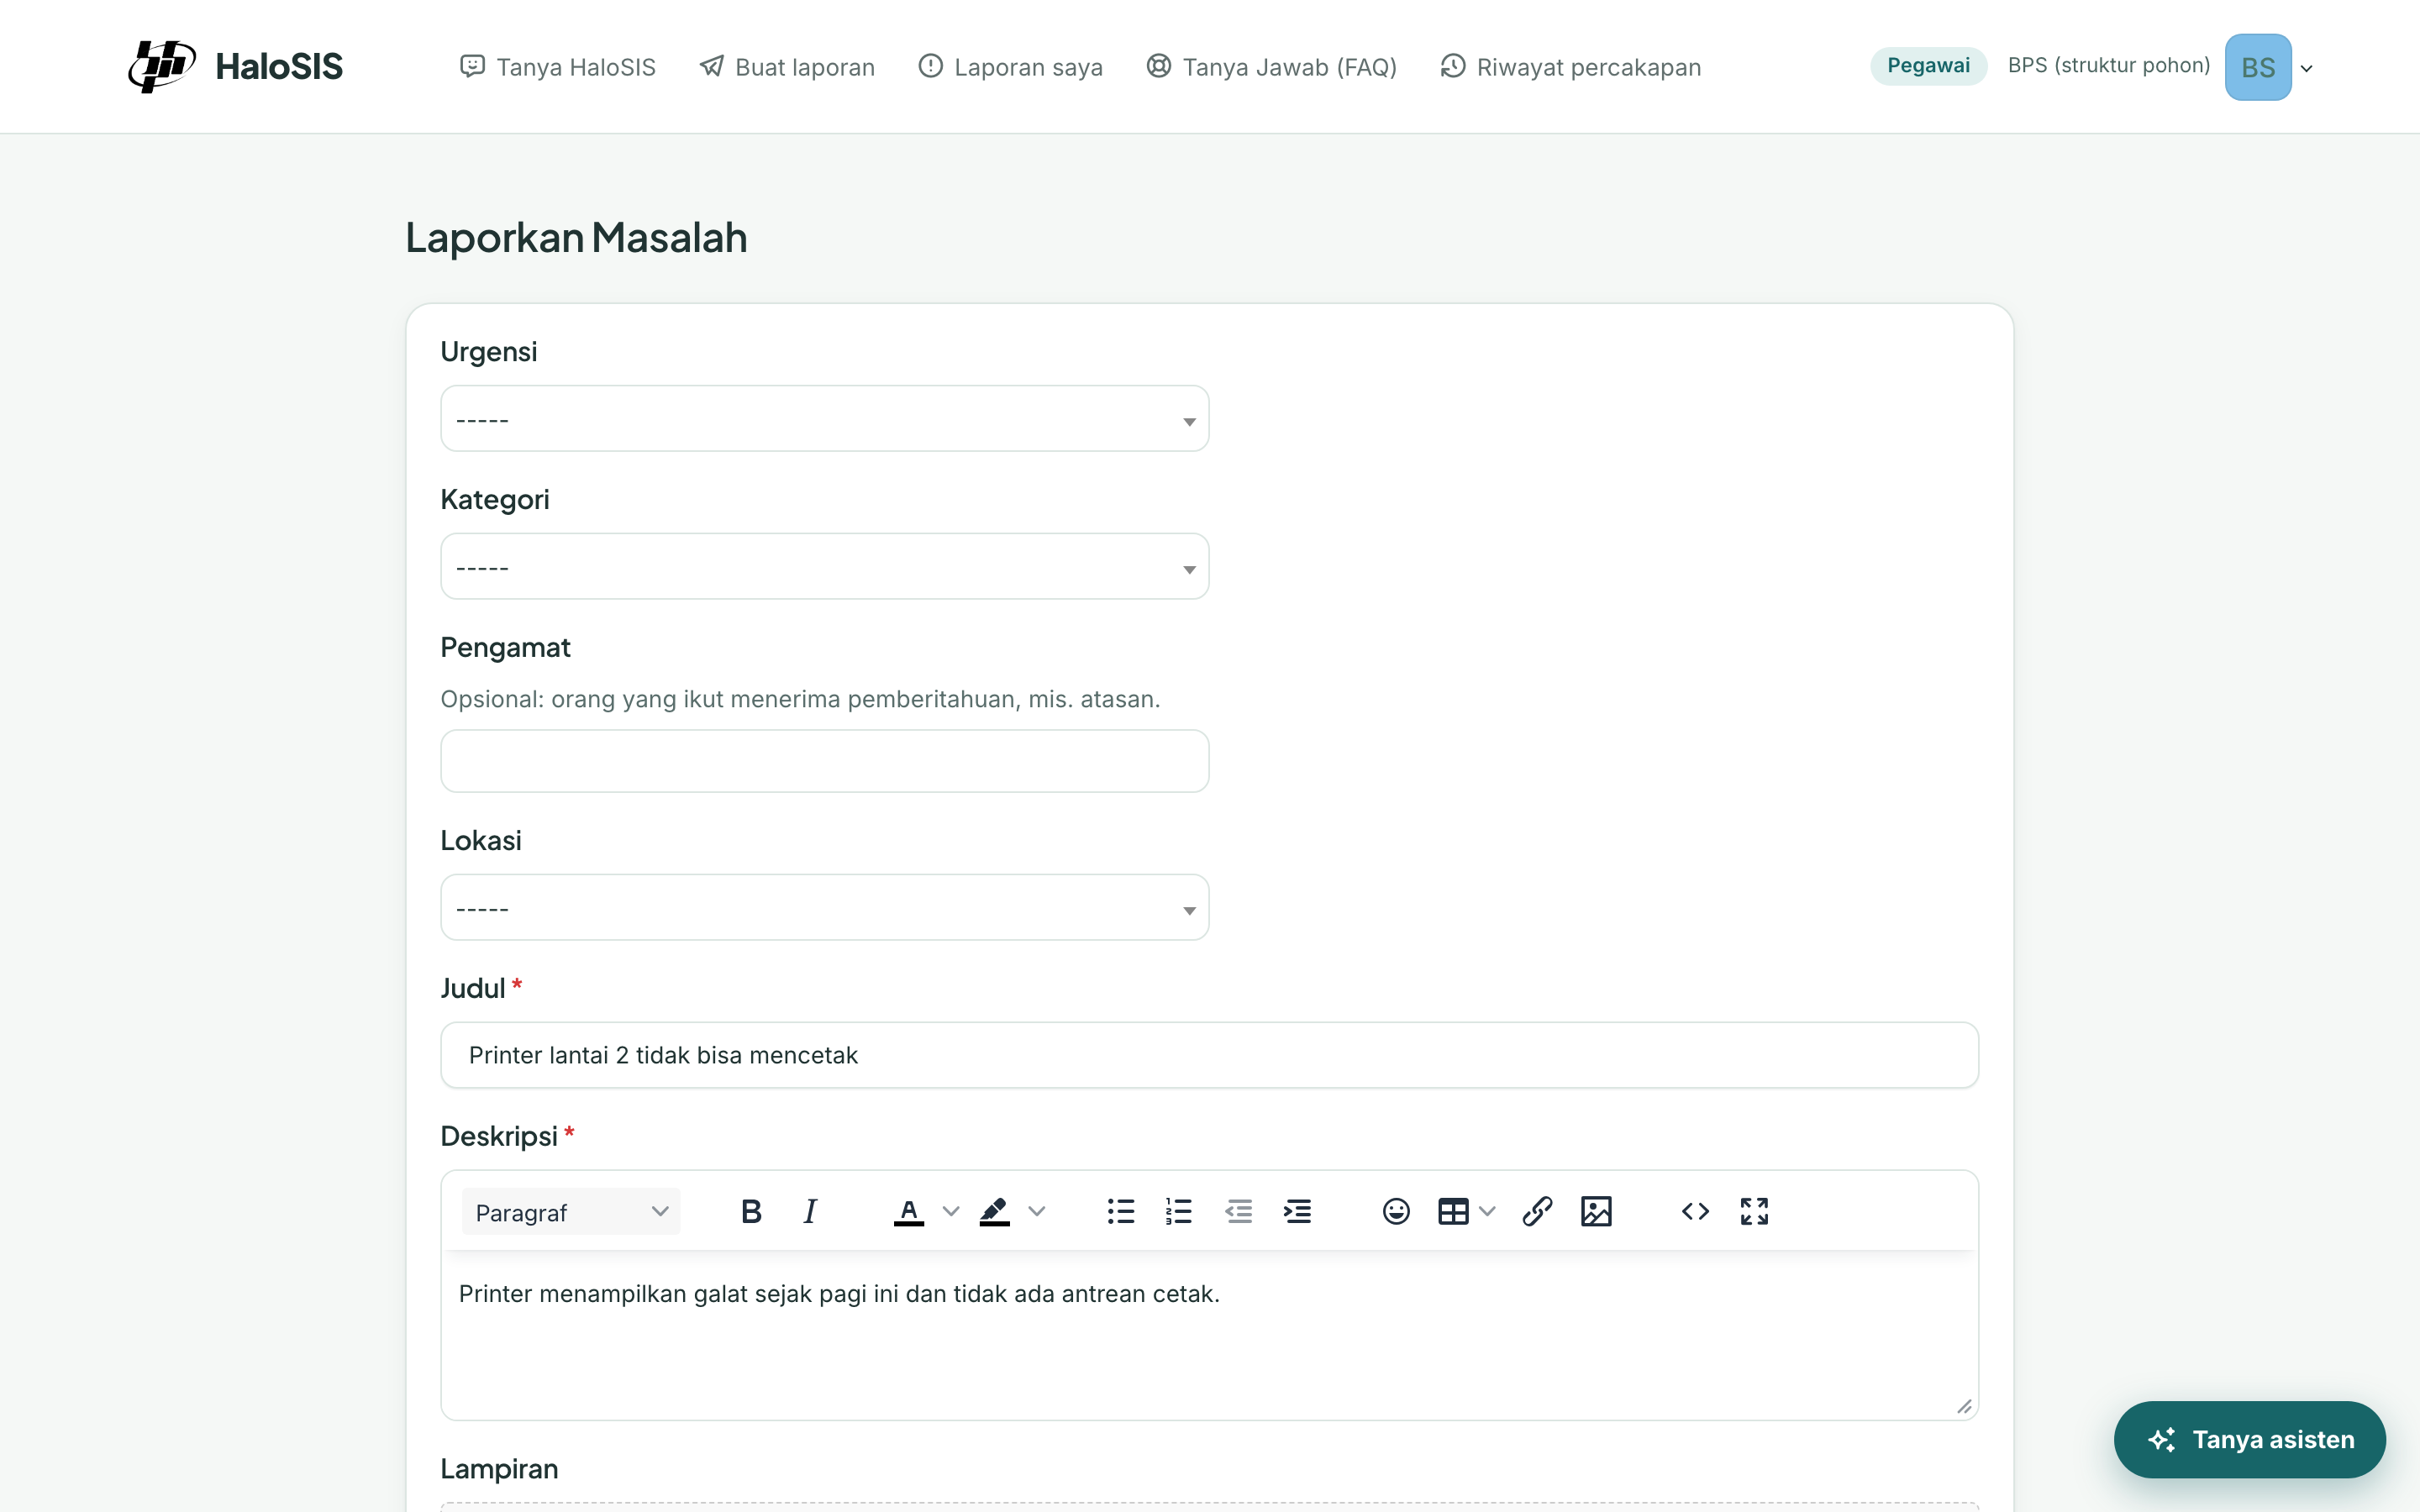 HaloSIS
Tanya HaloSIS
Buat laporan
Laporan saya
Tanya Jawab (FAQ)
Riwayat percakapan
Pegawai
BPS (struktur pohon)
BS
Laporkan Masalah
Urgensi
-----
Kategori
-----
Pengamat
Opsional: orang yang ikut menerima pemberitahuan, mis. atasan.
Lokasi
-----
Judul *
Printer lantai 2 tidak bisa mencetak
Deskripsi *
Paragraf
Printer menampilkan galat sejak pagi ini dan tidak ada antrean cetak.
Lampiran
Tanya asisten